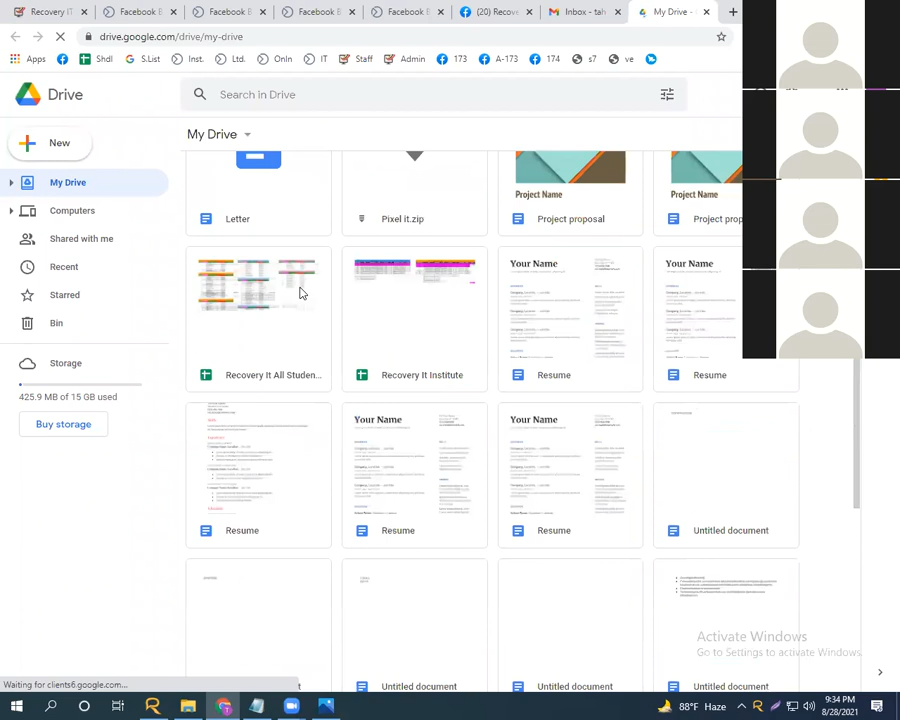 Recovery IT
Facebook B
Facebook B
Facebook B
Facebook B
(20) Recove
Inbox - tah
My Drive -
drive.google.com/drive/my-drive
Apps
Shdl
S.List
Inst.
Ltd.
OnIn
IT
Staff
Admin
173
A-173
174
s7
ve
Drive
Search in Drive
New
My Drive
My Drive
Computers
Shared with me
Recent
Starred
Bin
Storage
425.9 MB of 15 GB used
Buy storage
Project Name
Project Name
Letter
Pixel it.zip
Project proposal
Project prop
Your Name
Your Name
Recovery It All Studen...
Recovery It Institute
Resume
Resume
Your Name
Your Name
Resume
Resume
Resume
Untitled document
Untitled document
Untitled document
Untitled document
Activate Windows
Go to Settings to activate Windows.
Waiting for clients6.google.com...
88°F Haze
9:34 PM
8/28/2021